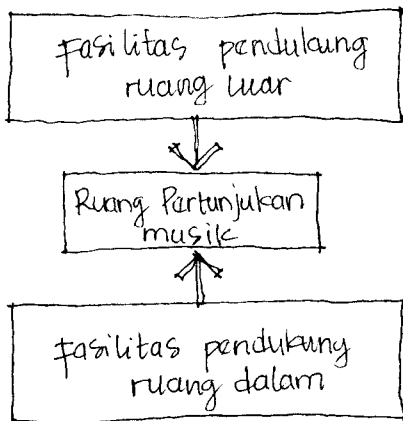 Fasilitas pendukung
ruang luar
Ruang Pertunjukan
musik
Fasilitas pendukung
ruang dalam